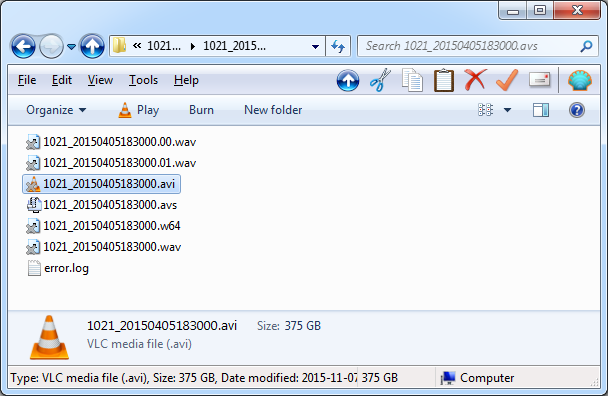 « 1021... ▸ 1021_2015... Search 1021_20150405183000.avs
File Edit View Tools Help
Organize Play Burn New folder
1021_20150405183000.00.wav
1021_20150405183000.01.wav
1021_20150405183000.avi
1021_20150405183000.avs
1021_20150405183000.w64
1021_20150405183000.wav
error.log
1021_20150405183000.avi Size: 375 GB
VLC media file (.avi)
Type: VLC media file (.avi), Size: 375 GB, Date modified: 2015-11-07 375 GB Computer